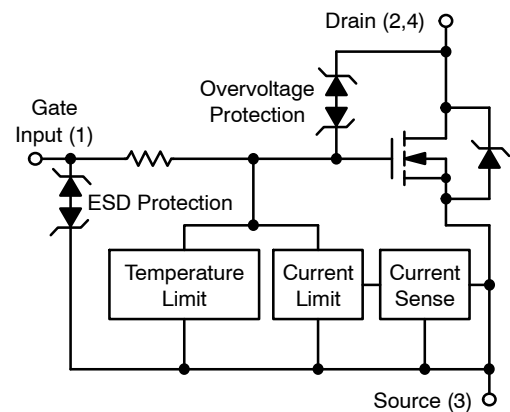 Drain (2,4)
Overvoltage
Protection
Gate
Input (1)
ESD Protection
Temperature
Limit
Current
Limit
Current
Sense
Source (3)